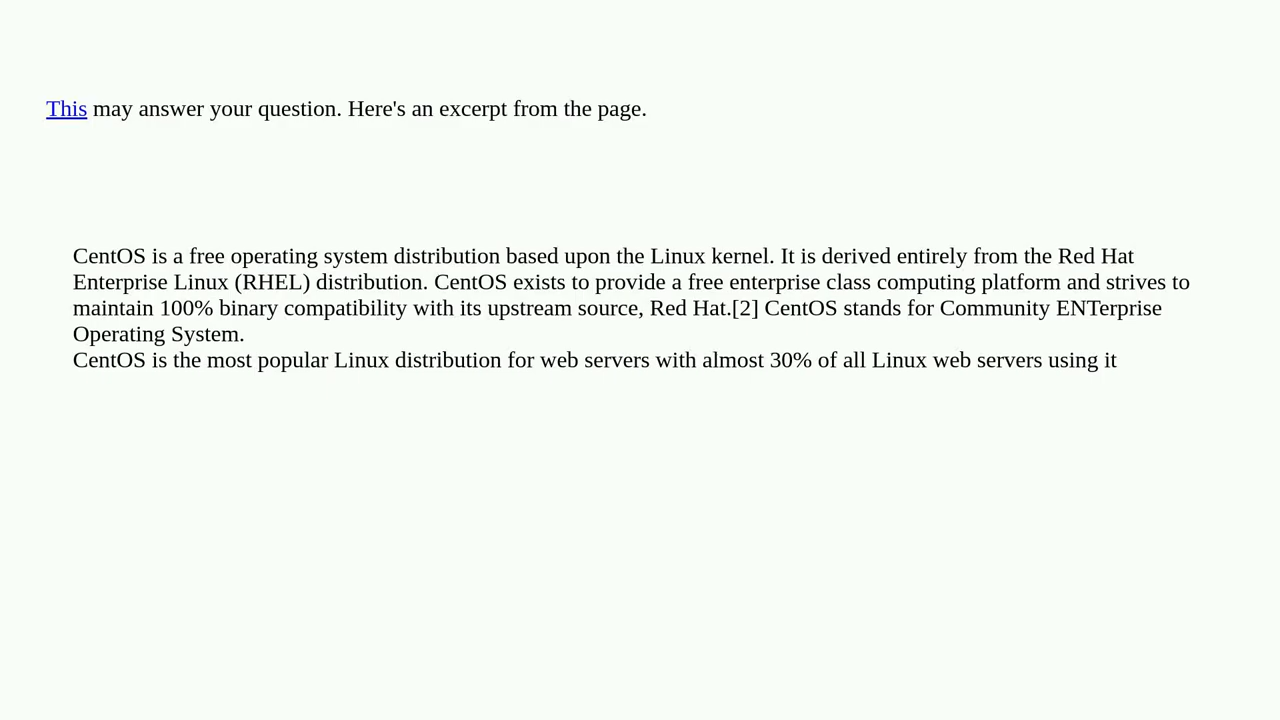 This may answer your question. Here's an excerpt from the page.
CentOS is a free operating system distribution based upon the Linux kernel. It is derived entirely from the Red Hat
Enterprise Linux (RHEL) distribution. CentOS exists to provide a free enterprise class computing platform and strives to
maintain 100% binary compatibility with its upstream source, Red Hat.[2] CentOS stands for Community ENTerprise
Operating System.
CentOS is the most popular Linux distribution for web servers with almost 30% of all Linux web servers using it